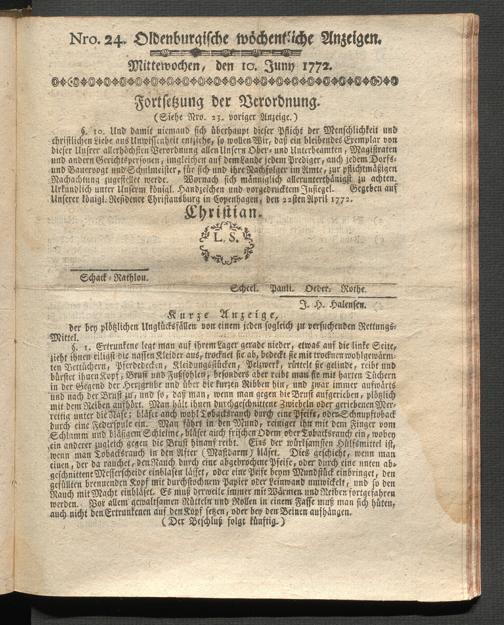 Nro. 24. Oldenburgische wöchentliche Anzeigen.
Mittewochen, den 10. Juny 1772.
Fortsetzung der Verordnung.
(Siehe Nro. 23. voriger Anzeige.)
§. 10. Und damit niemand sich überhaupt dieser Pflicht der Menschlichkeit und
christlichen Liebe aus Unwissenheit entziehe, so wollen Wir, daß ein bleibendes Exemplar von
dieser Unserer allerhöchsten Verordnung allen Unsern Ober- und Unterbeamten, Magistraten
und andern Gerichtspersonen, imgleichen auf dem Lande jedem Prediger, auch jedem Dorfs-
und Bauervogt und Schulmeister, für sich und ihre Nachfolger im Amte, zur pflichtmäßigen
Nachachtung zugestellet werde. Wornach sich männiglich allerunterthänigst zu achten.
Urkundlich unter Unserm königl. Handzeichen und vorgedrucktem Insiegel. Gegeben auf
Unserer königl. Residenz Christiansburg in Copenhagen, den 22sten April 1772.
Christian.
L. S.
Schack-Rathlou.
Scheel. Pauli. Oeder. Rothe.
J. H. Halensen.
Kurze Anzeige,
der bey plötzlichen Unglücksfällen von einem jeden sogleich zu versuchenden Rettungs-
Mittel.
§. 1. Ertrunkene legt man auf ihrem Lager gerade nieder, etwas auf die linke Seite,
zieht ihnen eiligst die nassen Kleider aus, trocknet sie ab, bedeckt sie mit trocknen wohlgewärm-
ten Bettüchern, Pferdedecken, Kleidungsstücken, Pelzwerk, rüttelt sie gelinde, reibt und
bürstet ihnen Kopf, Brust und Fußsohlen, besonders aber reibt man sie mit harten Tüchern
in der Gegend der Herzgrube und über die kurzen Ribben hin, und zwar immer aufwärts
und nach der Brust zu, und so, daß man, wenn man gegen die Brust aufgerieben, plötzlich
mit dem Reiben aufhört. Man hält ihnen durchgeschnittene Zwiebeln oder geriebenen Mer-
rettig unter die Nase; bläset auch wohl Tobacksrauch durch eine Pfeife, oder Schnupftoback
durch eine Federspule ein. Man fährt in den Mund, reiniget ihn mit dem Finger vom
Schlamm und bläsigem Schleime, bläset auch frischen Odem oder Tobacksrauch ein, wobey
ein anderer zugleich gegen die Brust hinauf reibt. Eins der würksamsten Hülfsmittel ist,
wenn man Tobacksrauch in den After (Mastdarm) bläset. Dies geschieht, wenn man
einen, der da rauchet, den Rauch durch eine abgebrochene Pfeife, oder durch eine unten ab-
geschnittene Messerscheide einblasen läßet, oder eine Pfeife beym Mundstück einbringet, den
gefüllten brennenden Kopf mit durchstochnem Papier oder Leinwand umwickelt, und so den
Rauch mit Macht einbläset. Es muß derweile immer mit Wärmen und Reiben fortgefahren
werden. Vor allem gewaltsamen Rütteln und Rollen in einem Fasse muß man sich hüten,
auch nicht den Ertrunkenen auf den Kopf setzen, oder bey den Beinen aufhängen.
(Der Beschluß folgt künftig.)